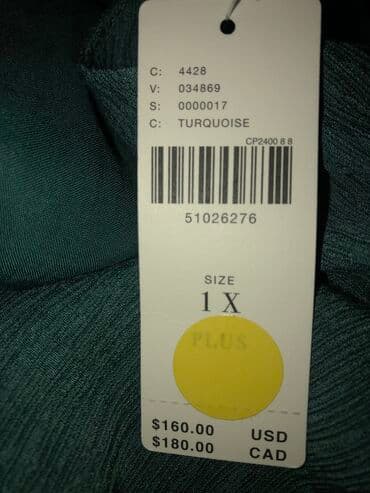 C: 4428
V: 034869
S: 0000017
C: TURQUOISE
CP2400 8 8
51026276
SIZE
1 X
PLUS
$160.00 USD
$180.00 CAD